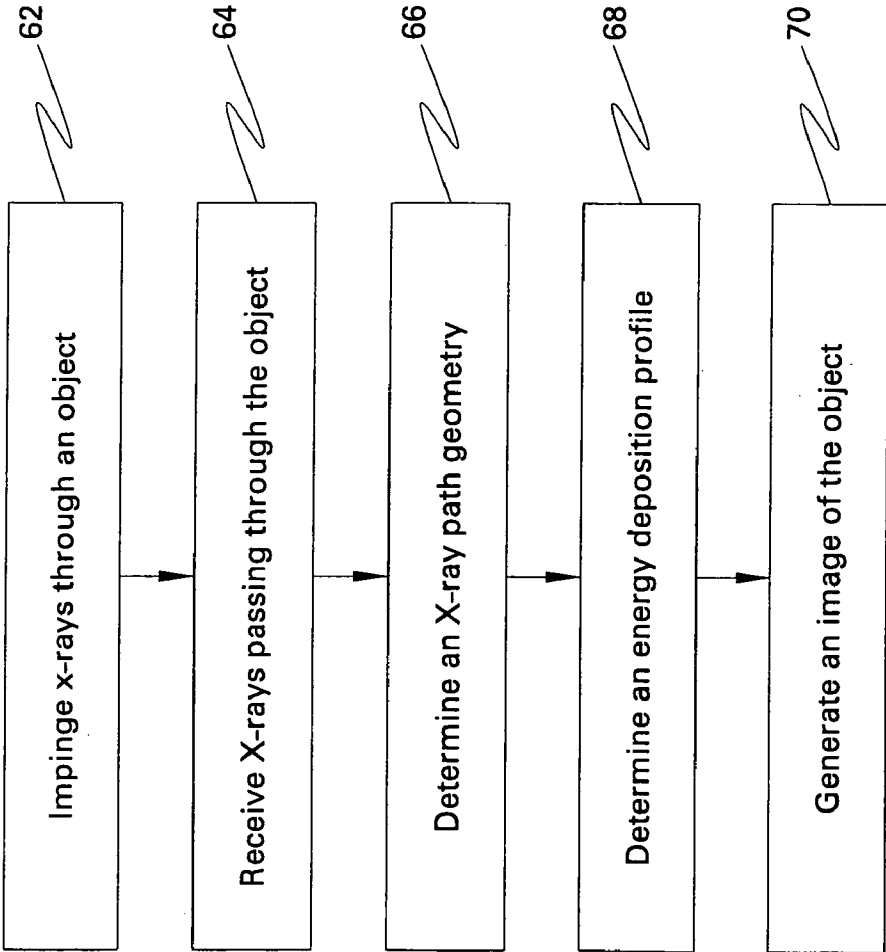 62
Impinge x-rays through an object
64
Receive X-rays passing through the object
66
Determine an X-ray path geometry
68
Determine an energy deposition profile
70
Generate an image of the object